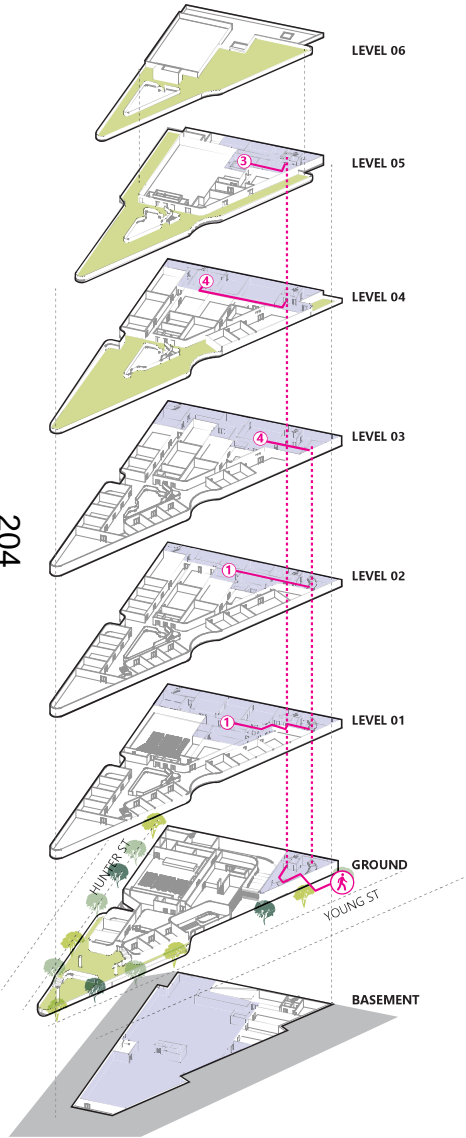 LEVEL 06
LEVEL 05
3
LEVEL 04
4
LEVEL 03
4
204
LEVEL 02
1
LEVEL 01
1
HUNTER ST
GROUND
YOUNG ST
BASEMENT